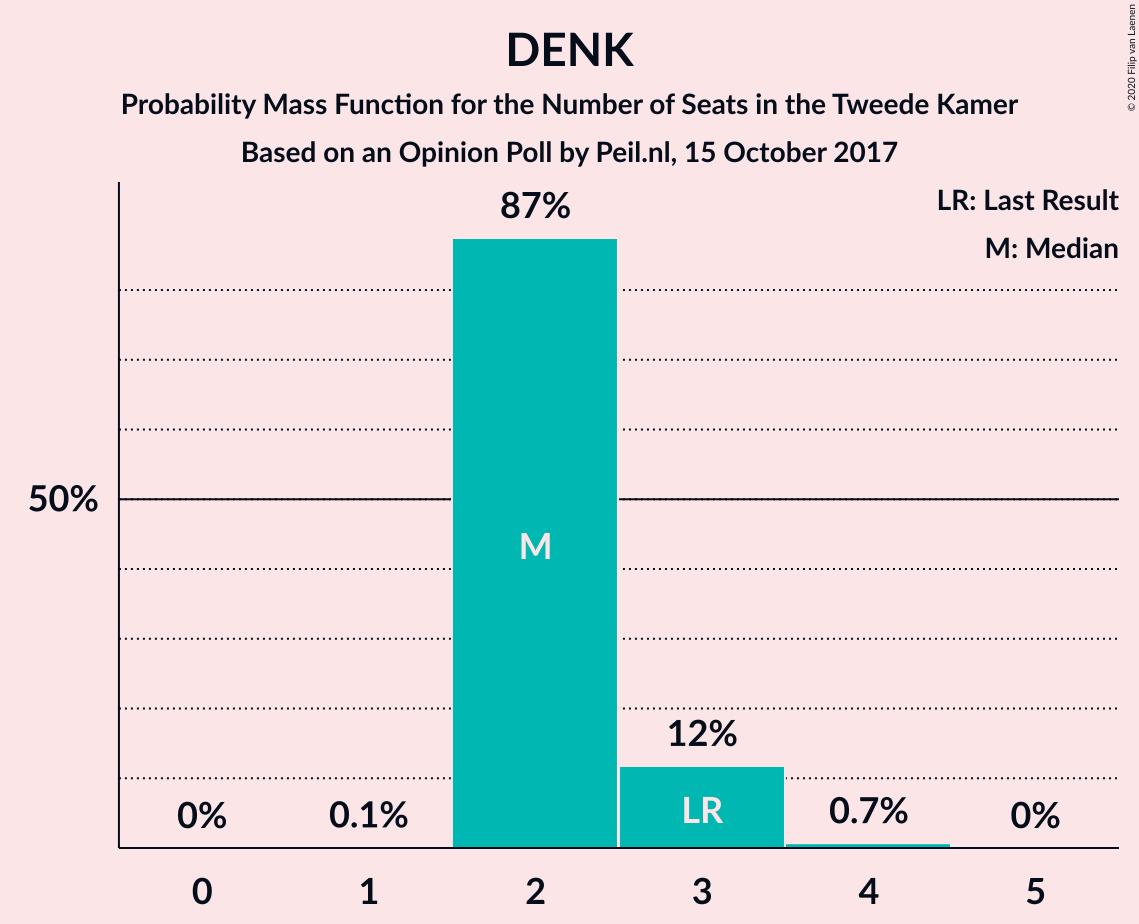 DENK
Probability Mass Function for the Number of Seats in the Tweede Kamer
Based on an Opinion Poll by Peil.nl, 15 October 2017
© 2020 Filip van Laenen
LR: Last Result
M: Median
87%
50%
M
12%
LR
0%
0.1%
0.7%
0%
0
1
2
3
4
5